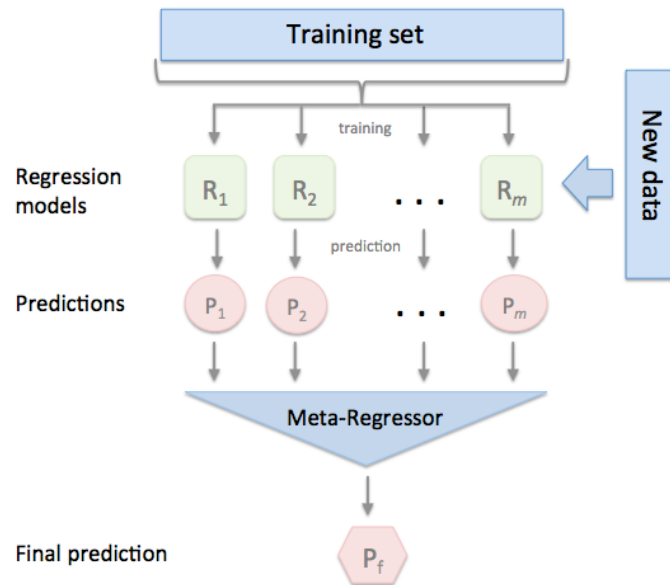 Training set
training
New data
Regression
models
R1
R2
. . .
Rm
prediction
Predictions
P1
P2
. . .
Pm
Meta-Regressor
Final prediction
Pf